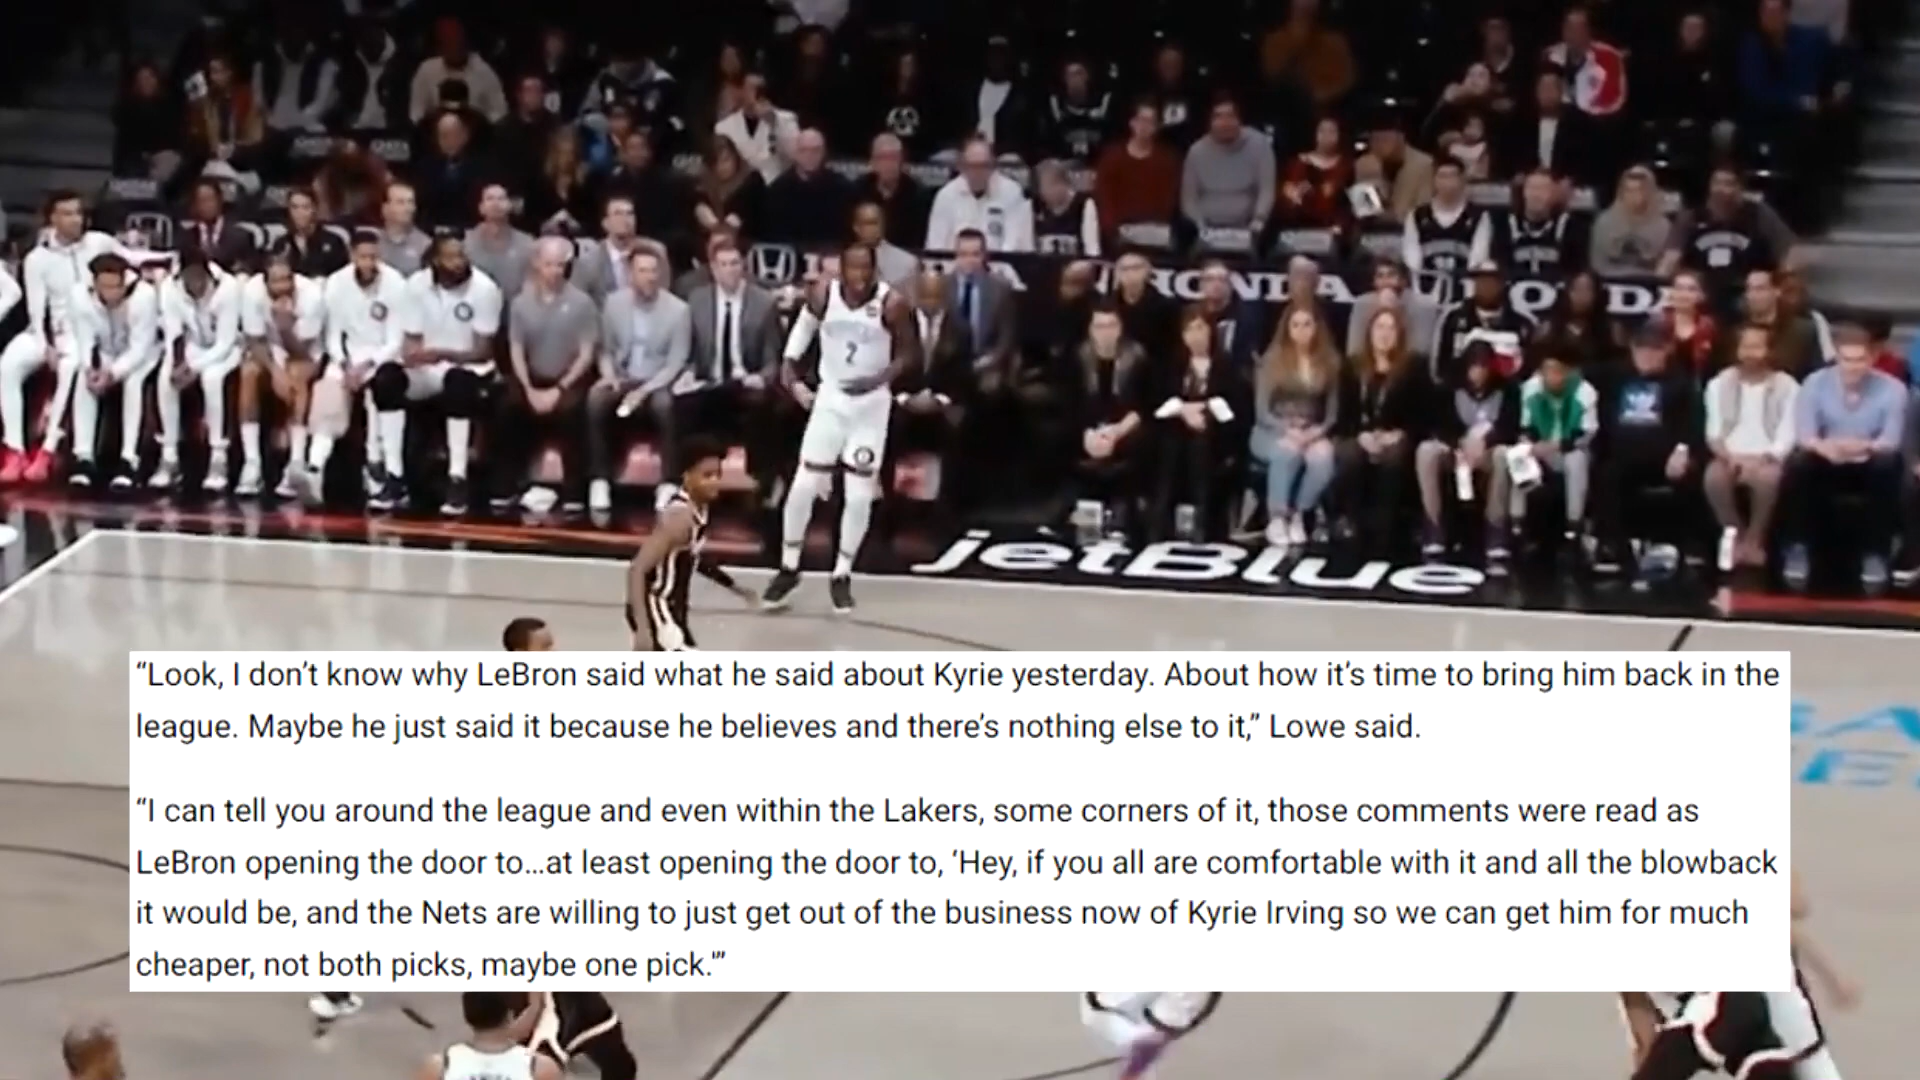 HONDA
HONDA
2
jetBlue
“Look, I don’t know why LeBron said what he said about Kyrie yesterday. About how it’s time to bring him back in the
league. Maybe he just said it because he believes and there’s nothing else to it,” Lowe said.
“I can tell you around the league and even within the Lakers, some corners of it, those comments were read as
LeBron opening the door to...at least opening the door to, ‘Hey, if you all are comfortable with it and all the blowback
it would be, and the Nets are willing to just get out of the business now of Kyrie Irving so we can get him for much
cheaper, not both picks, maybe one pick.’”